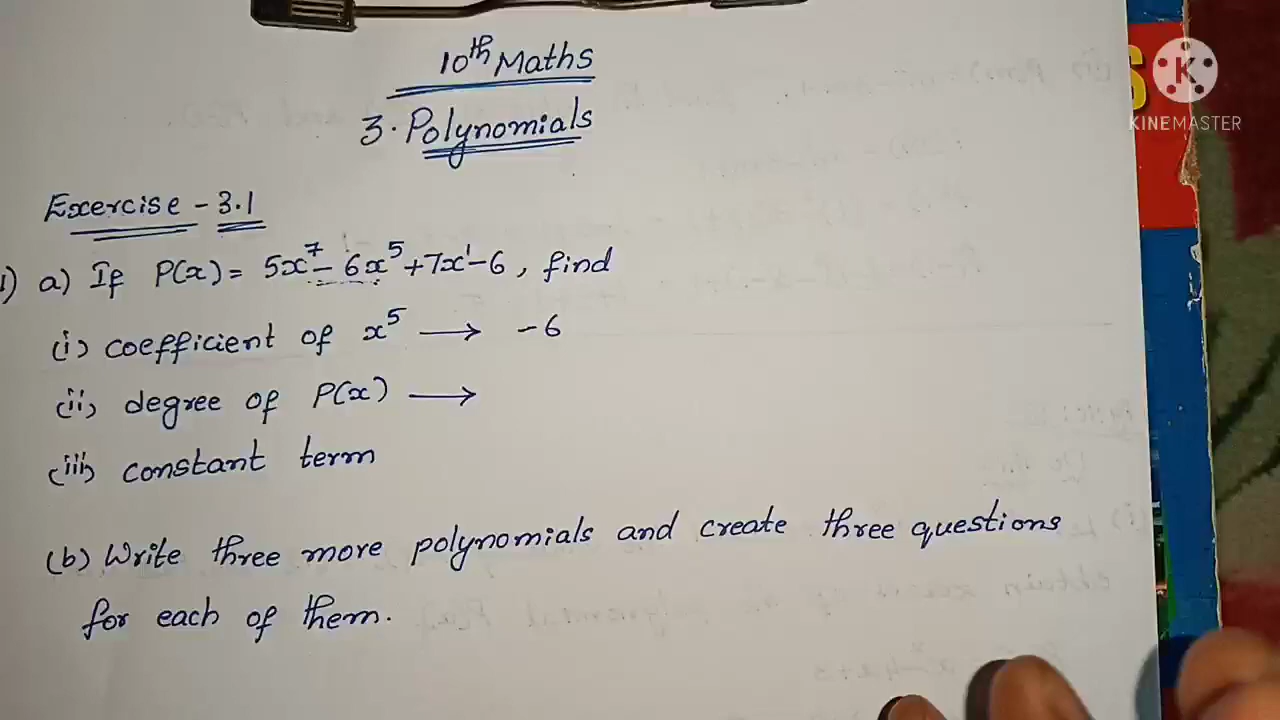 10th Maths
3. Polynomials
Exercise - 3.1
1) a) If P(x) = 5x⁷ - 6x⁵ + 7x¹ - 6, find
(i) coefficient of x⁵ → -6
(ii) degree of P(x) →
(iii) constant term
(b) Write three more polynomials and create three questions
for each of them.
K
KINEMASTER
S